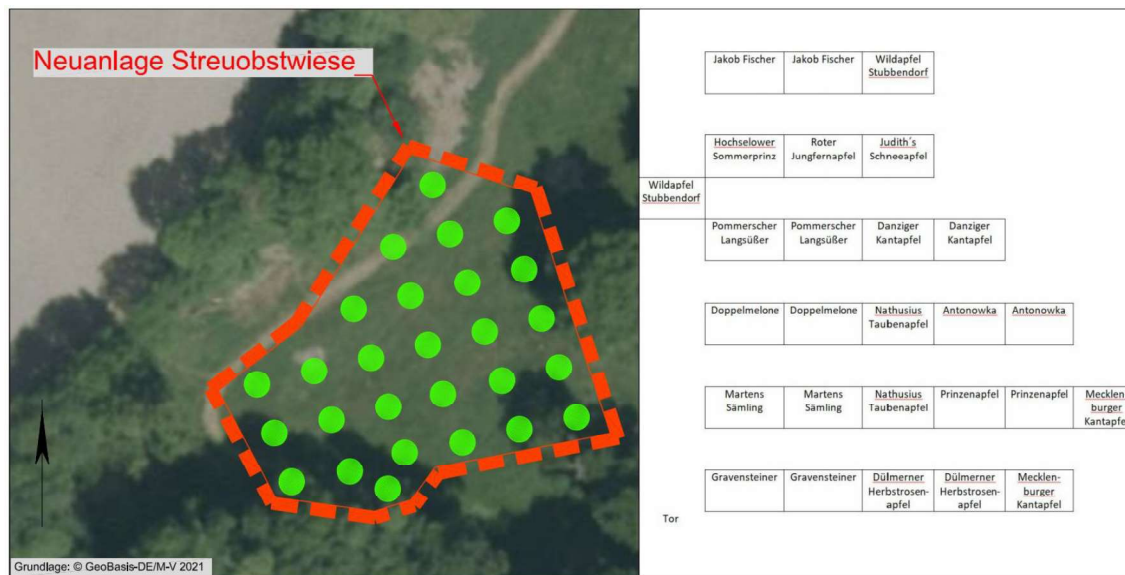 Neuanlage Streuobstwiese
Grundlage: © GeoBasis-DE/M-V 2021
Jakob Fischer
Jakob Fischer
Wildapfel
Stubbendorf
Hochselower
Sommerprinz
Roter
Jungfernapfel
Judith´s
Schneeapfel
Wildapfel
Stubbendorf
Pommerscher
Langsüßer
Pommerscher
Langsüßer
Danziger
Kantapfel
Danziger
Kantapfel
Doppelmelone
Doppelmelone
Nathusius
Taubenapfel
Antonowka
Antonowka
Martens
Sämling
Martens
Sämling
Nathusius
Taubenapfel
Prinzenapfel
Prinzenapfel
Mecklen-
burger
Kantapfel
Gravensteiner
Gravensteiner
Dülmerner
Herbstrosen-
apfel
Dülmerner
Herbstrosen-
apfel
Mecklen-
burger
Kantapfel
Tor